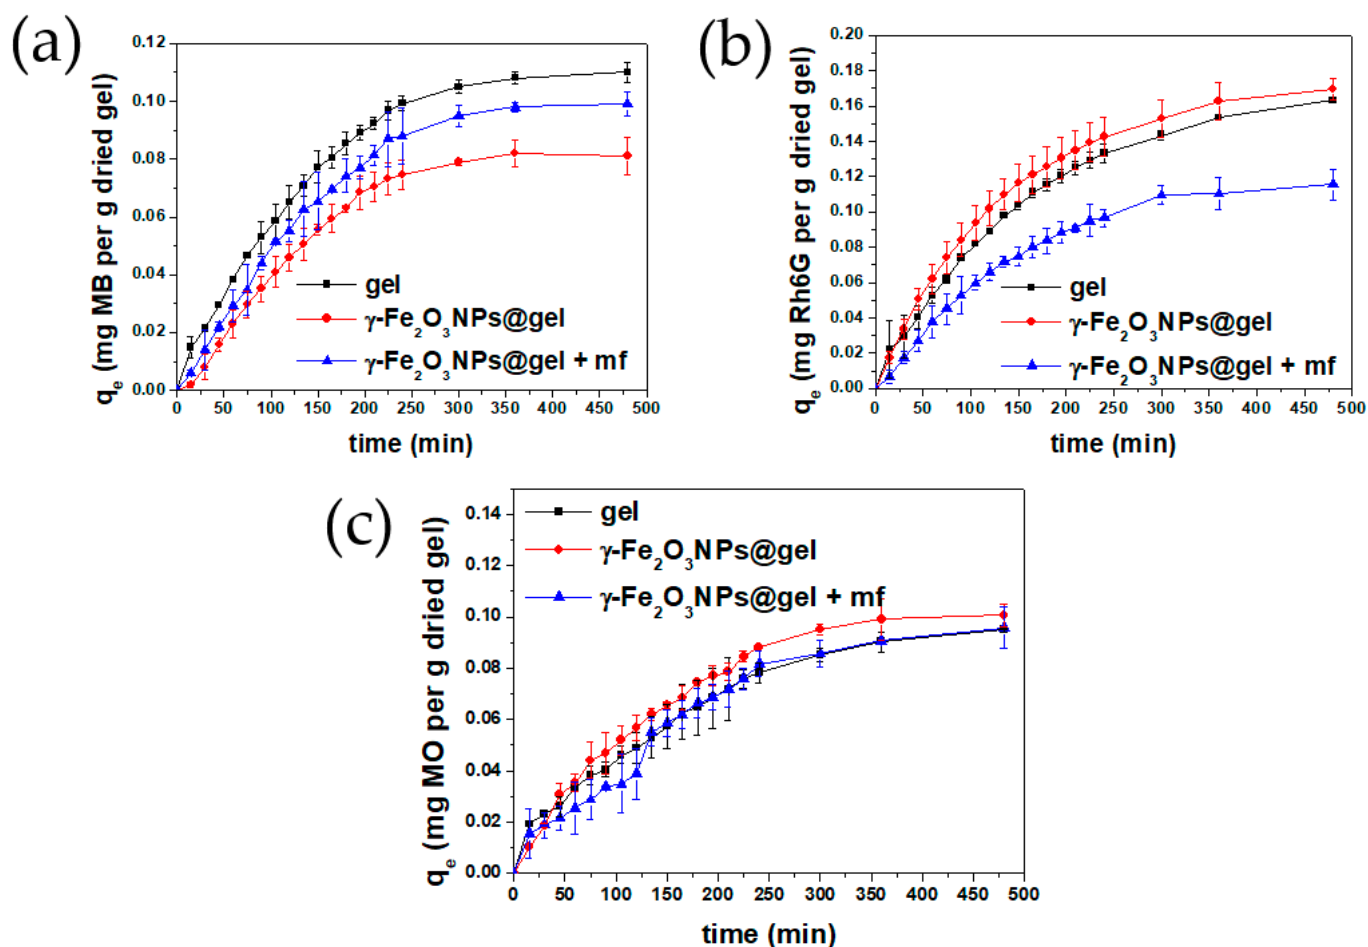 (a)
q_e (mg MB per g dried gel)
0.12
0.10
0.08
0.06
0.04
0.02
0.00
gel
γ-Fe₂O₃NPs@gel
γ-Fe₂O₃NPs@gel + mf
0 50 100 150 200 250 300 350 400 450 500
time (min)
(b)
q_e (mg Rh6G per g dried gel)
0.20
0.18
0.16
0.14
0.12
0.10
0.08
0.06
0.04
0.02
0.00
gel
γ-Fe₂O₃NPs@gel
γ-Fe₂O₃NPs@gel + mf
0 50 100 150 200 250 300 350 400 450 500
time (min)
(c)
q_e (mg MO per g dried gel)
0.14
0.12
0.10
0.08
0.06
0.04
0.02
0.00
gel
γ-Fe₂O₃NPs@gel
γ-Fe₂O₃NPs@gel + mf
0 50 100 150 200 250 300 350 400 450 500
time (min)